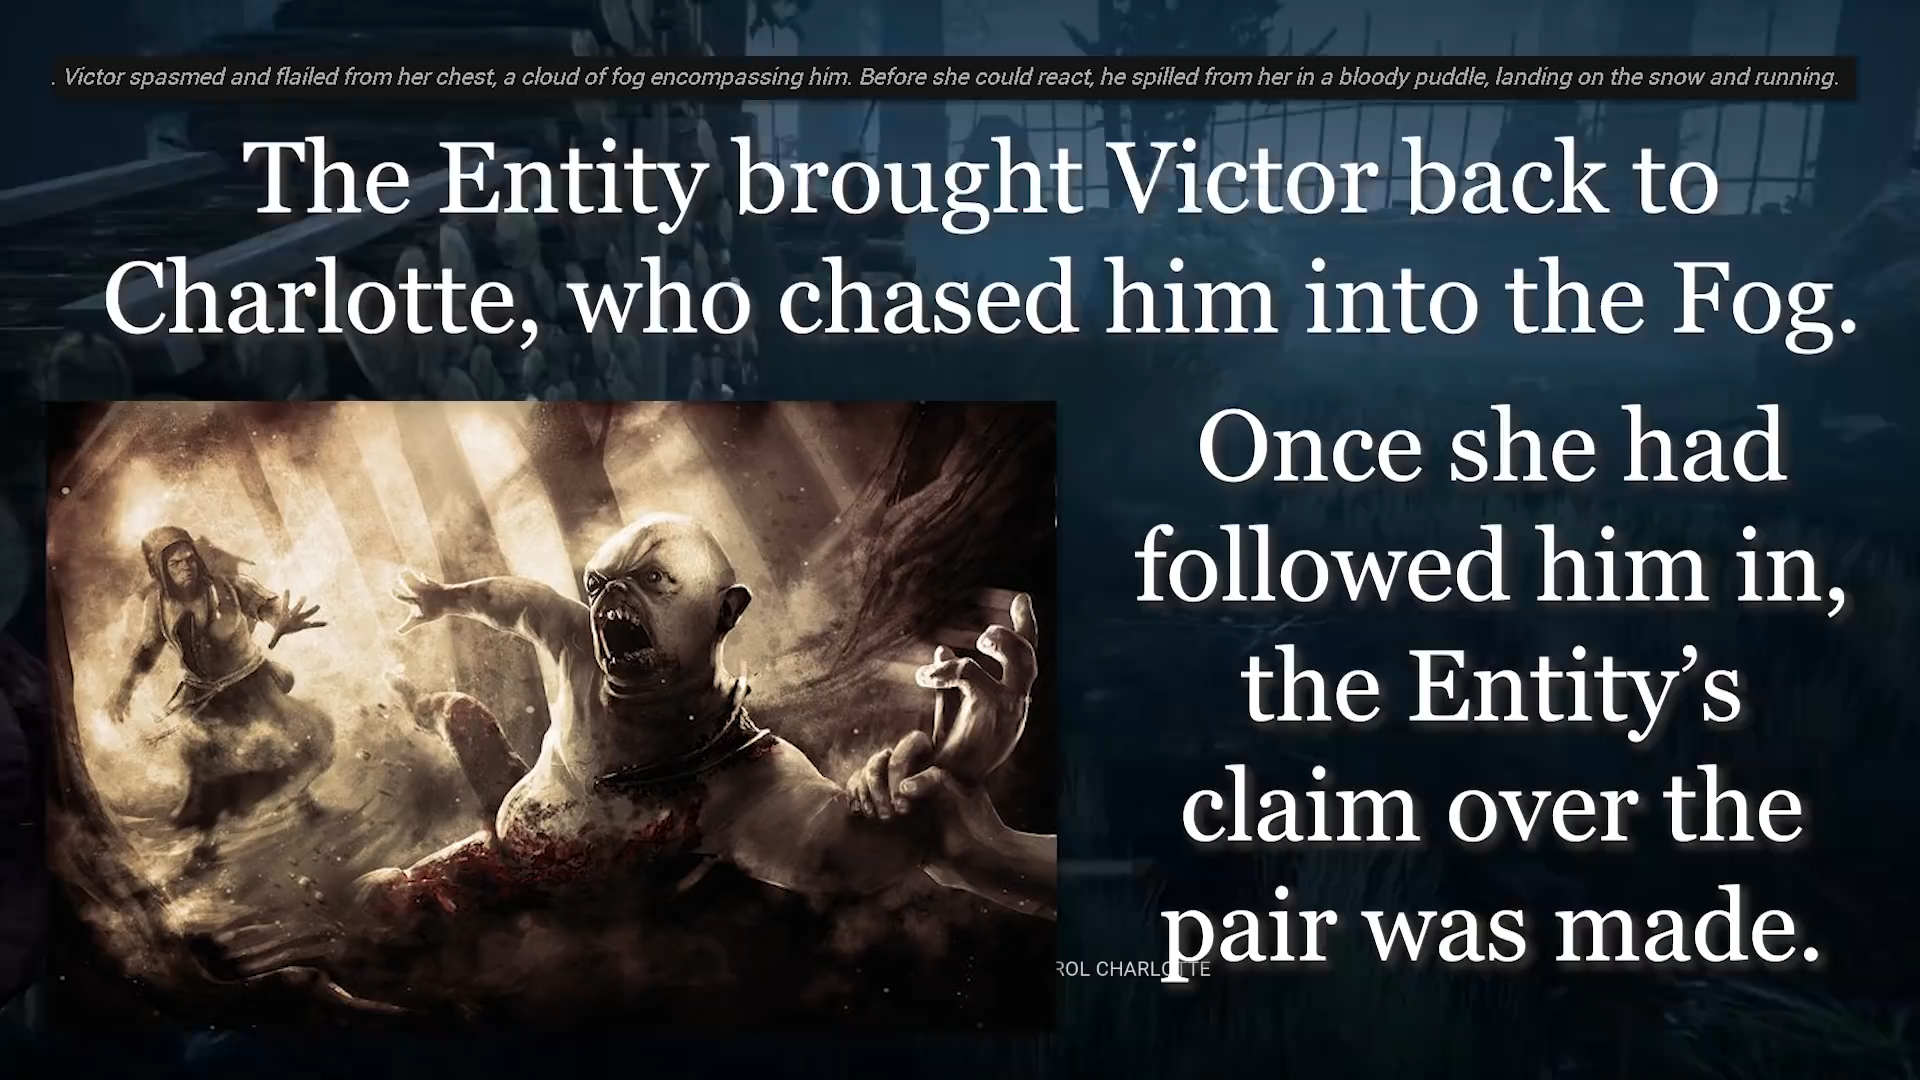 . Victor spasmed and flailed from her chest, a cloud of fog encompassing him. Before she could react, he spilled from her in a bloody puddle, landing on the snow and running.
The Entity brought Victor back to
Charlotte, who chased him into the Fog.
Once she had
followed him in,
the Entity’s
claim over the
pair was made.
ROL CHARLOTTE